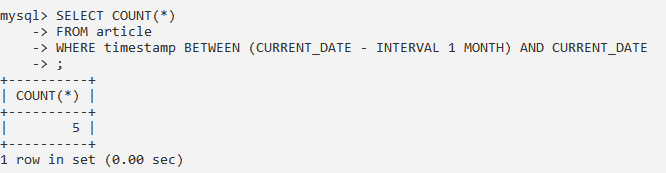 mysql> SELECT COUNT(*)
    -> FROM article
    -> WHERE timestamp BETWEEN (CURRENT_DATE - INTERVAL 1 MONTH) AND CURRENT_DATE
    -> ;
+----------+
| COUNT(*) |
+----------+
|        5 |
+----------+
1 row in set (0.00 sec)